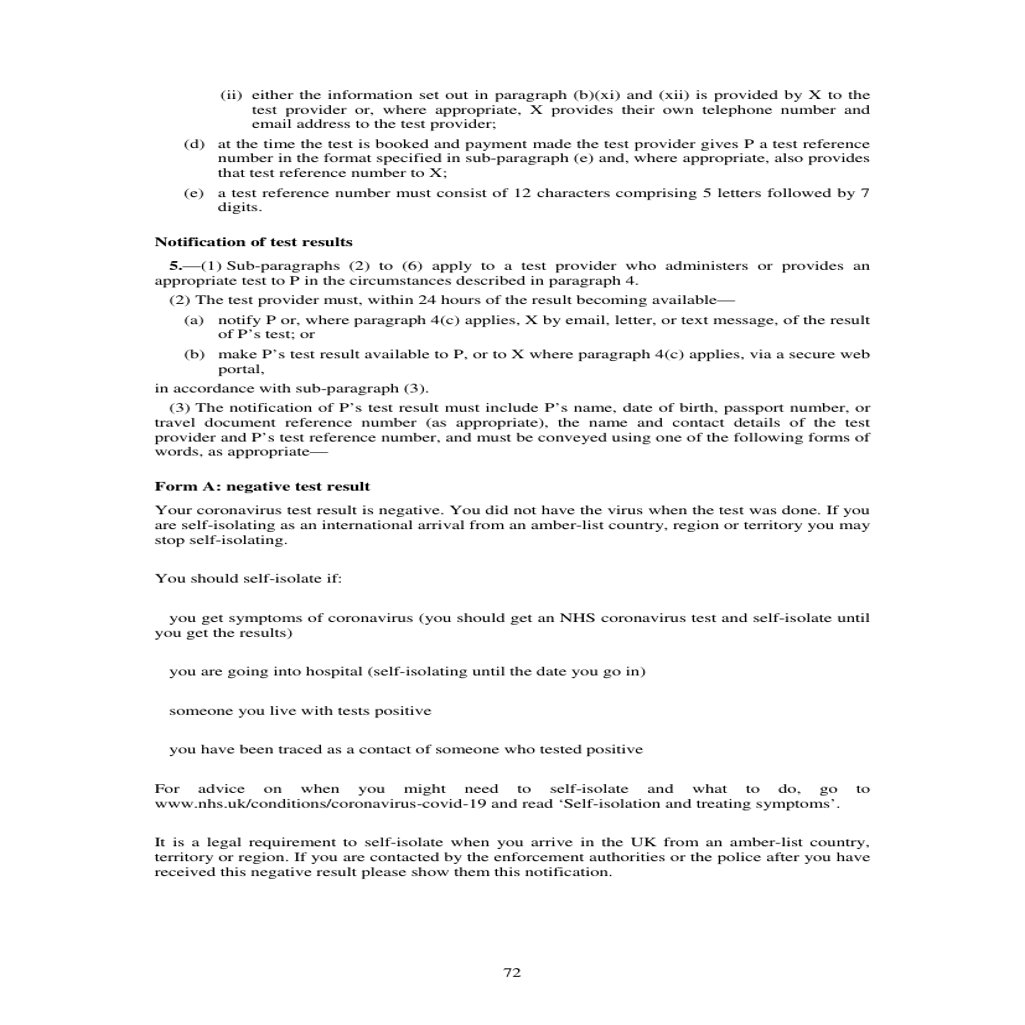 (ii) either the information set out in paragraph (b)(xi) and (xii) is provided by X to the
test provider or, where appropriate, X provides their own telephone number and
email address to the test provider;
(d) at the time the test is booked and payment made the test provider gives P a test reference
number in the format specified in sub-paragraph (e) and, where appropriate, also provides
that test reference number to X;
(e) a test reference number must consist of 12 characters comprising 5 letters followed by 7
digits.
Notification of test results
5.—(1) Sub-paragraphs (2) to (6) apply to a test provider who administers or provides an
appropriate test to P in the circumstances described in paragraph 4.
(2) The test provider must, within 24 hours of the result becoming available—
(a) notify P or, where paragraph 4(c) applies, X by email, letter, or text message, of the result
of P's test; or
(b) make P's test result available to P, or to X where paragraph 4(c) applies, via a secure web
portal,
in accordance with sub-paragraph (3).
(3) The notification of P's test result must include P's name, date of birth, passport number, or
travel document reference number (as appropriate), the name and contact details of the test
provider and P's test reference number, and must be conveyed using one of the following forms of
words, as appropriate—
Form A: negative test result
Your coronavirus test result is negative. You did not have the virus when the test was done. If you
are self-isolating as an international arrival from an amber-list country, region or territory you may
stop self-isolating.
You should self-isolate if:
you get symptoms of coronavirus (you should get an NHS coronavirus test and self-isolate until
you get the results)
you are going into hospital (self-isolating until the date you go in)
someone you live with tests positive
you have been traced as a contact of someone who tested positive
For advice on when you might need to self-isolate and what to do, go to
www.nhs.uk/conditions/coronavirus-covid-19 and read ‘Self-isolation and treating symptoms’.
It is a legal requirement to self-isolate when you arrive in the UK from an amber-list country,
territory or region. If you are contacted by the enforcement authorities or the police after you have
received this negative result please show them this notification.
72